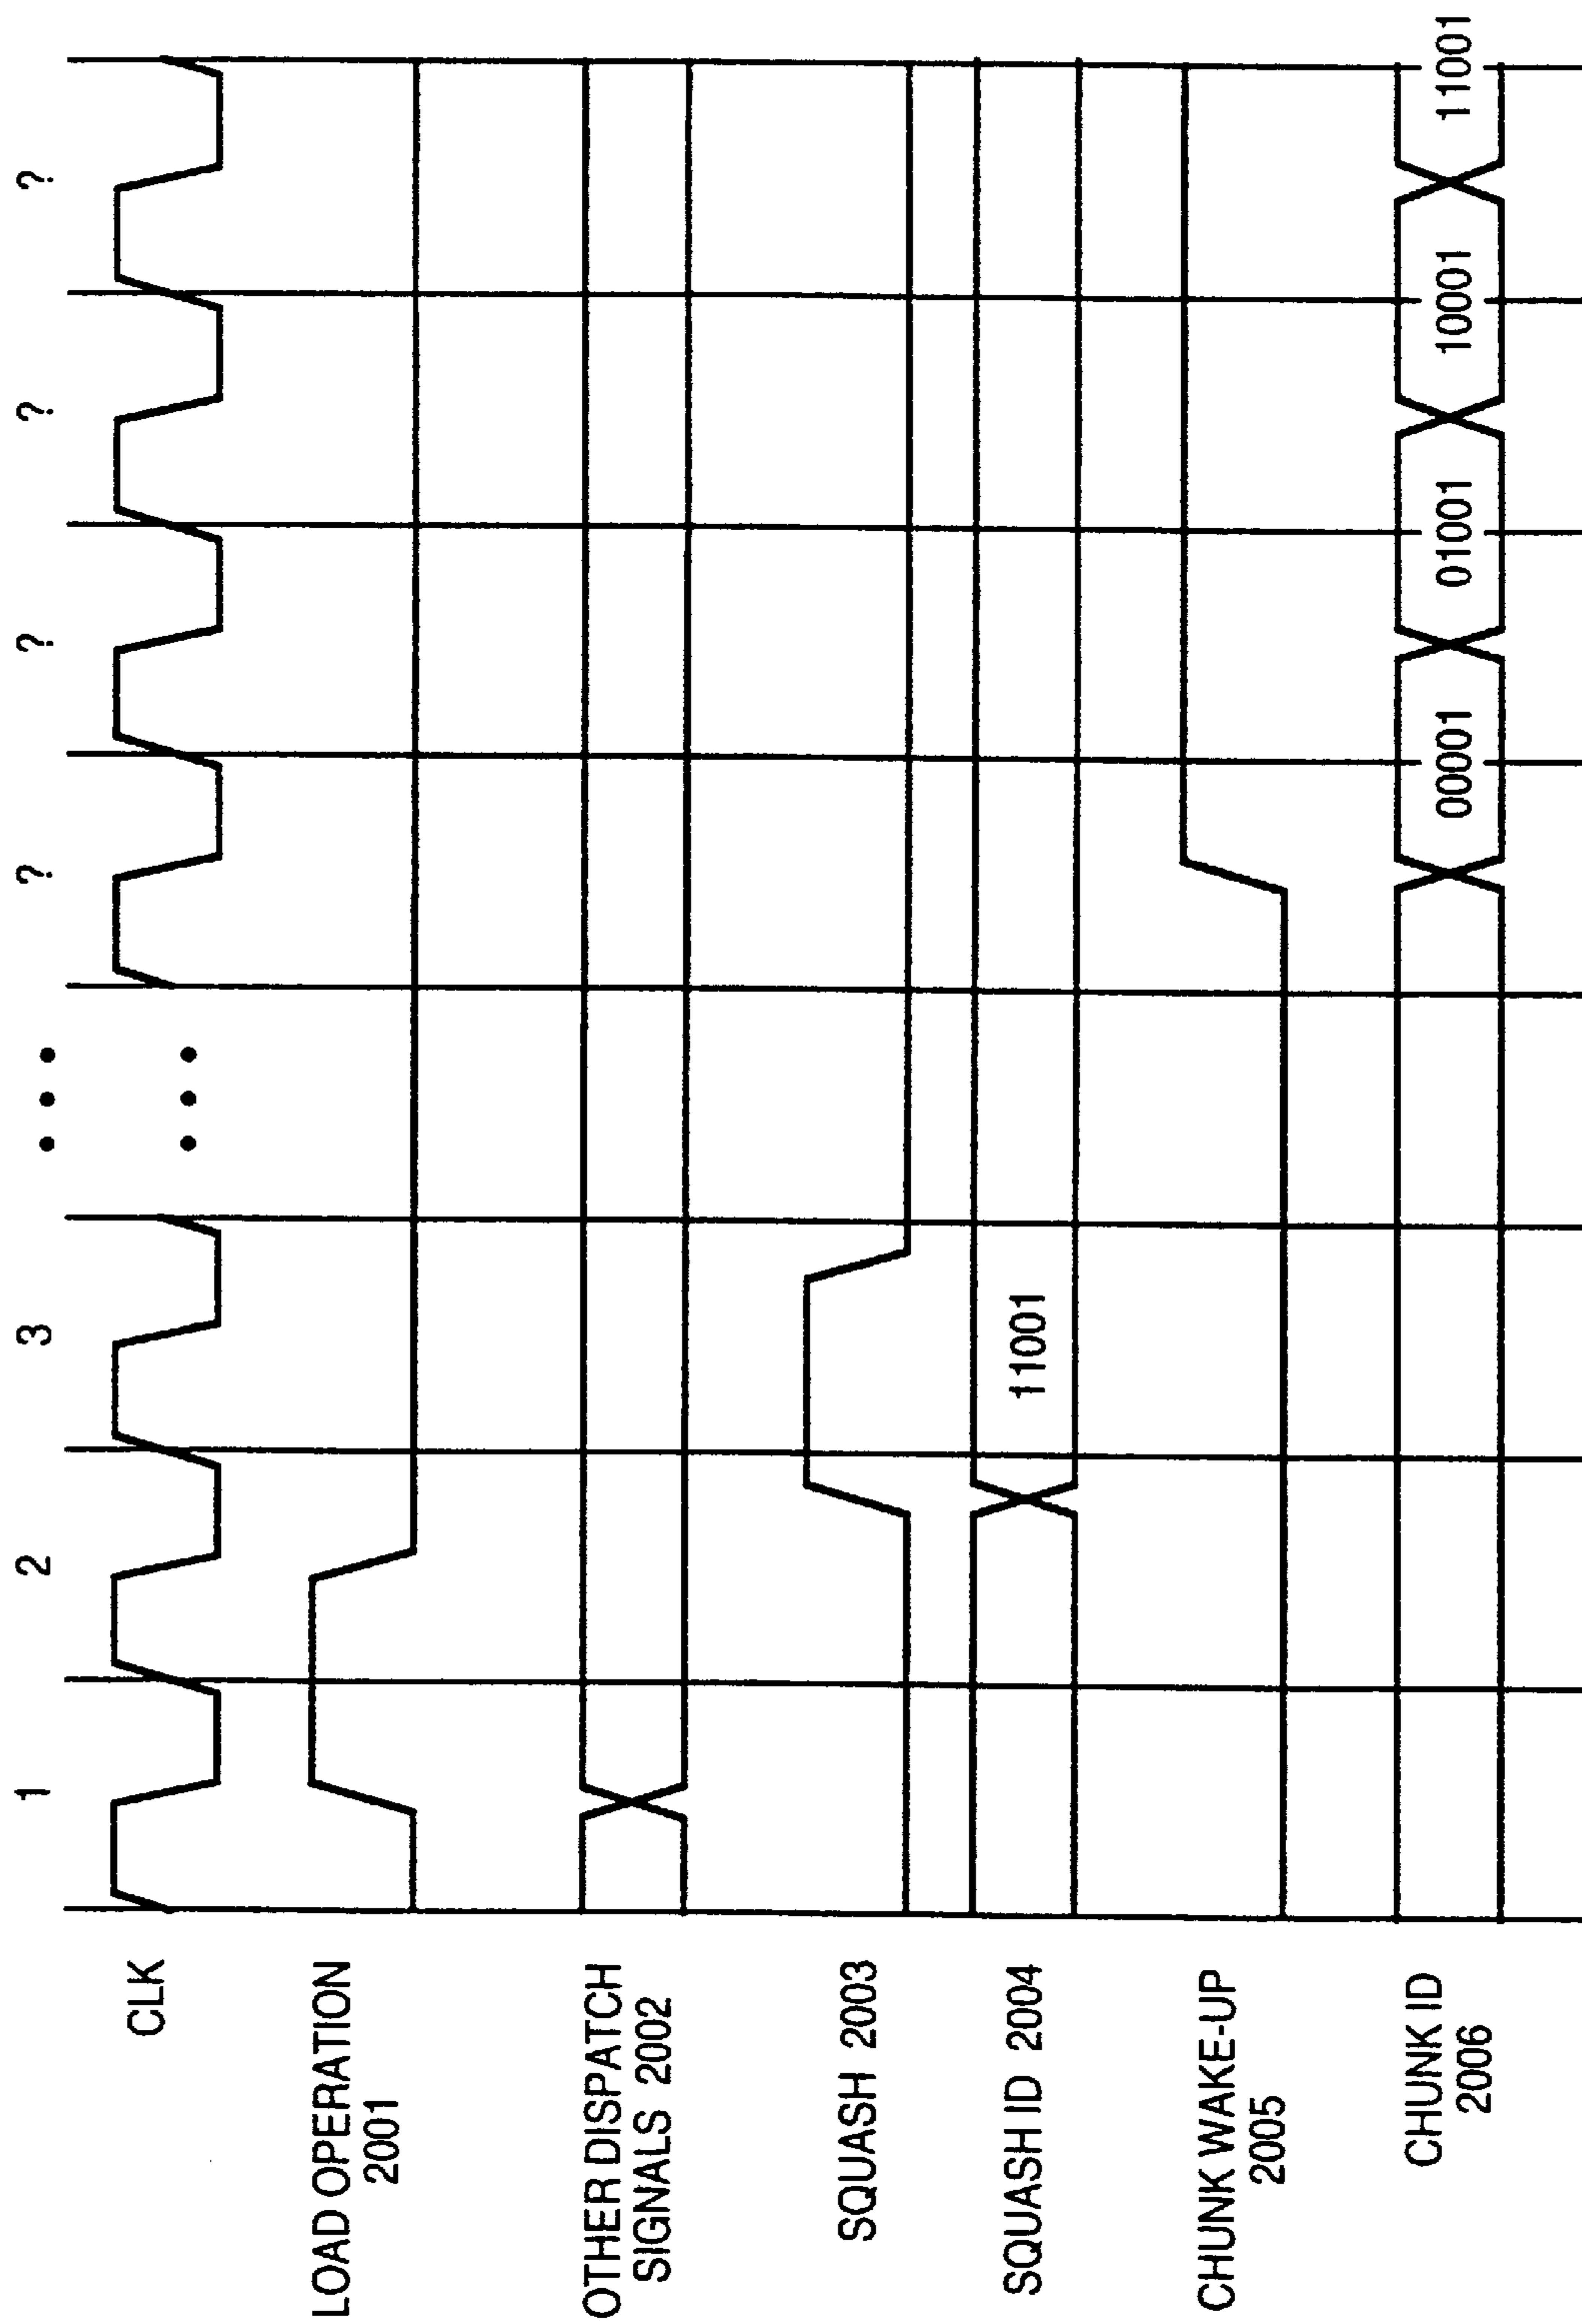 1 2 3 ? ? ? ?
CLK
LOAD OPERATION
2001
OTHER DISPATCH
SIGNALS 2002
SQUASH 2003
SQUASH ID 2004
11001
CHUNK WAKE-UP
2005
CHUNK ID
2006
00001 01001 10001 11001